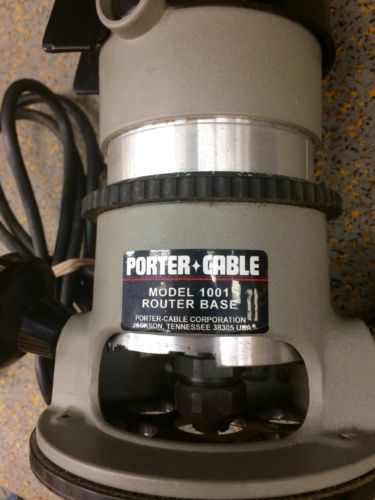 PORTER+CABLE
MODEL 1001
ROUTER BASE
PORTER-CABLE CORPORATION
JACKSON, TENNESSEE 38305 USA